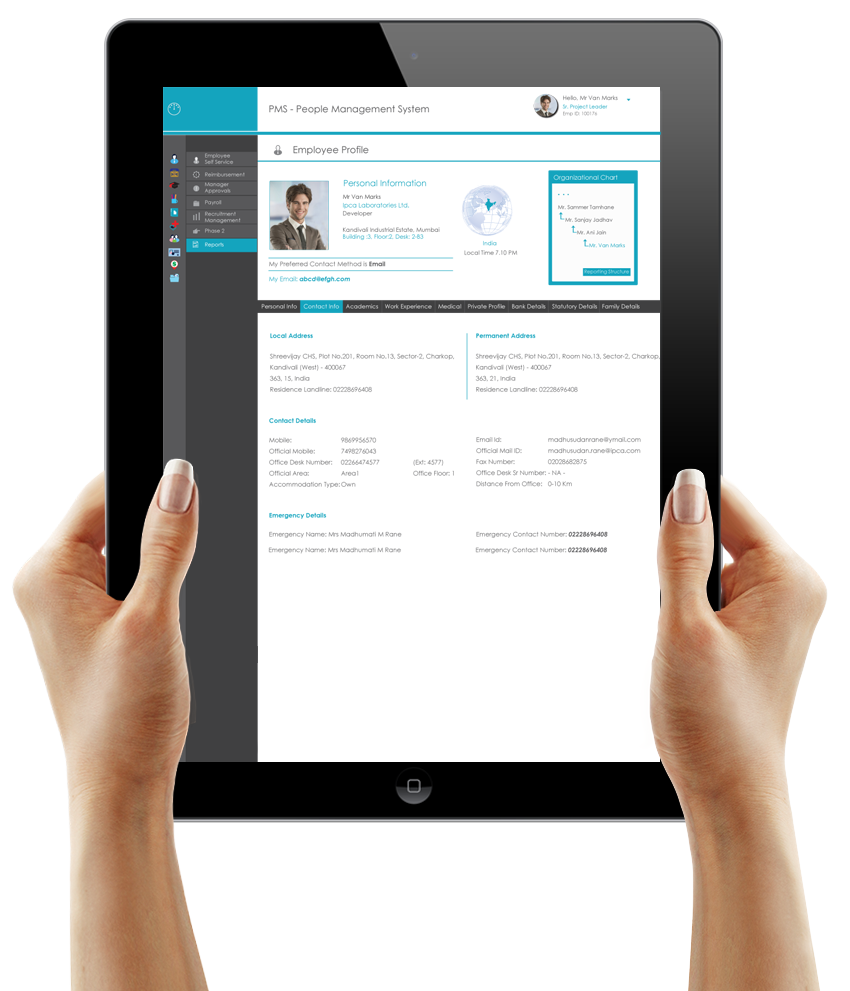 PMS - People Management System
Hello, Mr Van Marks
Sr. Project Leader
Emp ID: 100176
Employee
Self Service
Reimbursement
Manager
Approvals
Payroll
Recruitment
Management
Phase 2
Reports
Employee Profile
Personal Information
Mr Van Marks
Ipca Laboratories Ltd.
Developer
Kandivali Industrial Estate, Mumbai
Building :3, Floor:2, Desk: 2-83
My Preferred Contact Method is Email
My Email: abcd@efgh.com
India
Local Time 7.10 PM
Organizational Chart
Mr. Sammer Tamhane
Mr. Sanjay Jadhav
Mr. Ani Jain
Mr. Van Marks
Reporting Structure
Personal Info Contact Info Academics Work Experience Medical Private Profile Bank Details Statutory Details Family Details
Local Address
Shreevijay CHS, Plot No.201, Room No.13, Sector-2, Charkop,
Kandivali (West) - 400067
363, 15, India
Residence Landline: 02228696408
Permanent Address
Shreevijay CHS, Plot No.201, Room No.13, Sector-2, Charkop,
Kandivali (West) - 400067
363, 21, India
Residence Landline: 02228696408
Contact Details
Mobile: 9869956570
Official Mobile: 7498276043
Office Desk Number: 02266474577 (Ext: 4577)
Official Area: Area1 Office Floor: 1
Accommodation Type: Own
Email Id: madhusudanrane@ymail.com
Official Mail ID: madhusudan.rane@ipca.com
Fax Number: 02028682875
Office Desk Sr Number: - NA -
Distance From Office: 0-10 Km
Emergency Details
Emergency Name: Mrs Madhumati M Rane Emergency Contact Number: 02228696408
Emergency Name: Mrs Madhumati M Rane Emergency Contact Number: 02228696408